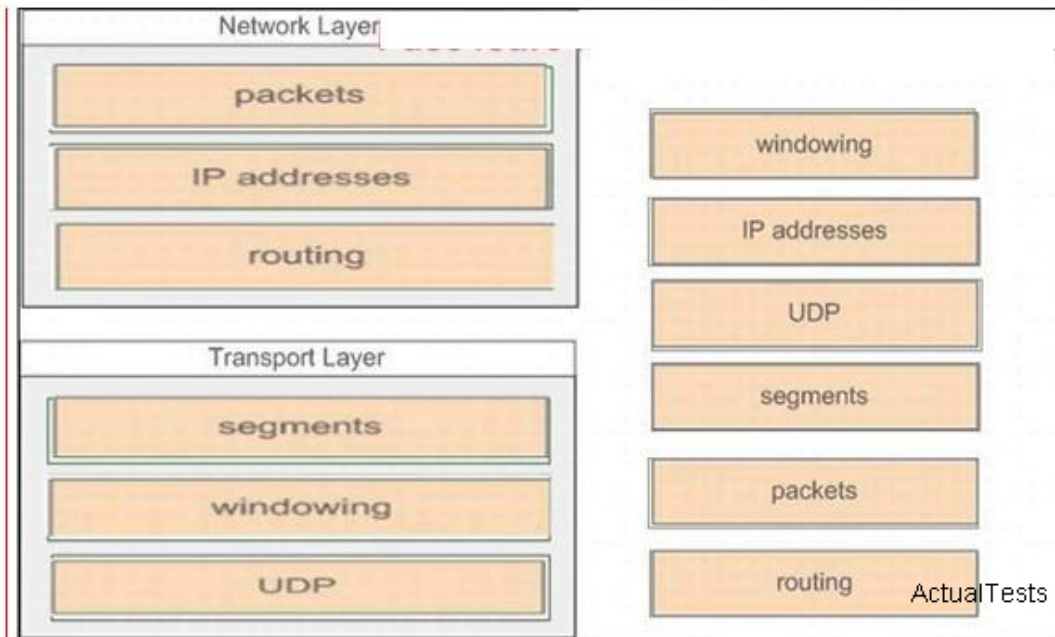 Network Layer
packets
IP addresses
routing
Transport Layer
segments
windowing
UDP
windowing
IP addresses
UDP
segments
packets
routing
ActualTests